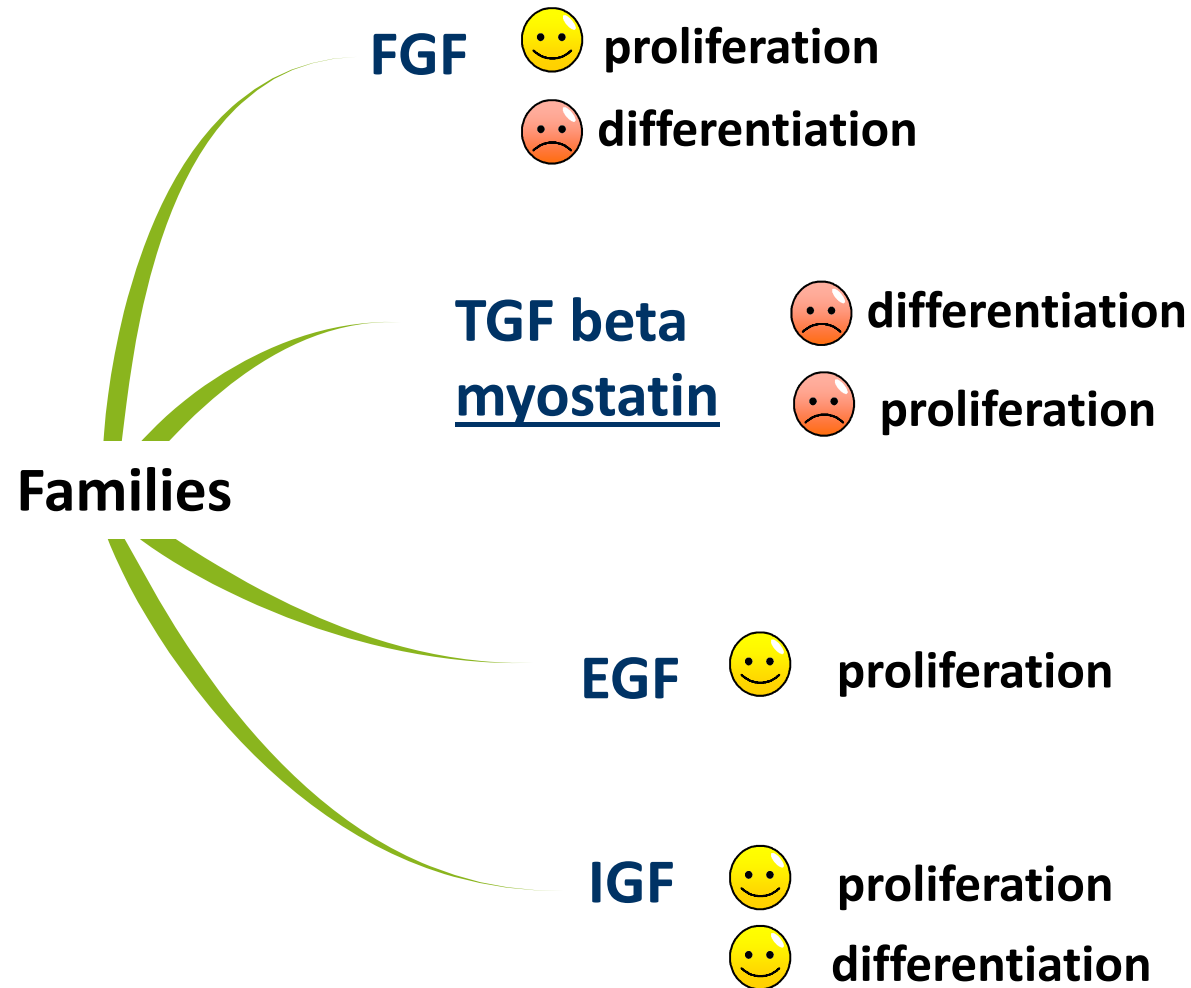 FGF proliferation
differentiation
TGF beta differentiation
myostatin proliferation
Families
EGF proliferation
IGF proliferation
differentiation